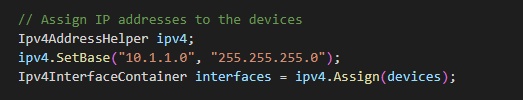 // Assign IP addresses to the devices
Ipv4AddressHelper ipv4;
ipv4.SetBase("10.1.1.0", "255.255.255.0");
Ipv4InterfaceContainer interfaces = ipv4.Assign(devices);